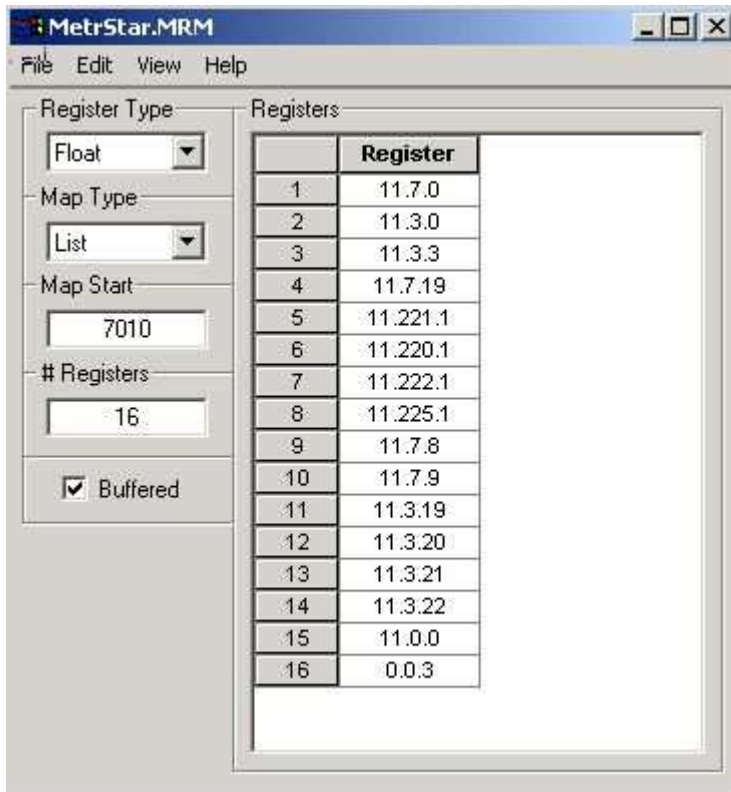 MetrStar.MRM
File Edit View Help
Register Type
Float
Map Type
List
Map Start
7010
# Registers
16
Buffered
Registers
Register
1 11.7.0
2 11.3.0
3 11.3.3
4 11.7.19
5 11.221.1
6 11.220.1
7 11.222.1
8 11.225.1
9 11.7.8
10 11.7.9
11 11.3.19
12 11.3.20
13 11.3.21
14 11.3.22
15 11.0.0
16 0.0.3